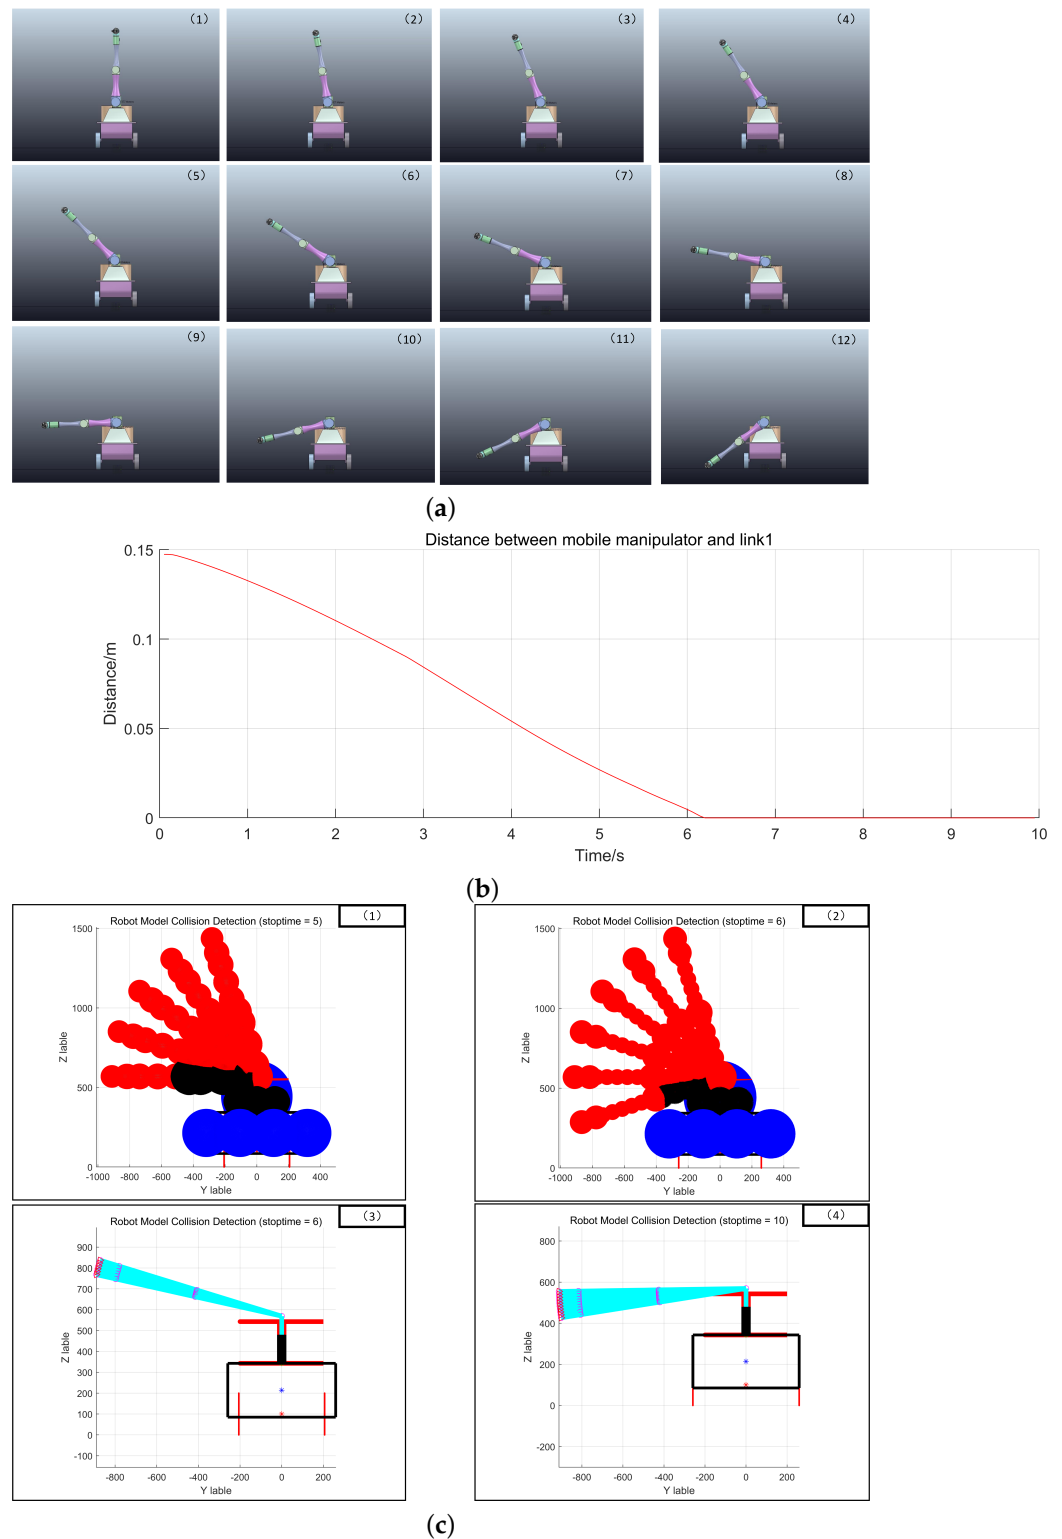 (1) (2) (3) (4)
(5) (6) (7) (8)
(9) (10) (11) (12)
(a)
Distance between mobile manipulator and link1
0.15
0.1
0.05
0
Distance/m
0 1 2 3 4 5 6 7 8 9 10
Time/s
(b)
(1)
Robot Model Collision Detection (stoptime = 5)
1500
1000
500
0
Z lable
-1000 -800 -600 -400 -200 0 200 400
Y lable
(2)
Robot Model Collision Detection (stoptime = 6)
1500
1000
500
0
Z lable
-1000 -800 -600 -400 -200 0 200 400
Y lable
(3)
Robot Model Collision Detection (stoptime = 6)
900
800
700
600
500
400
300
200
100
0
-100
Z lable
-800 -600 -400 -200 0 200
Y lable
(4)
Robot Model Collision Detection (stoptime = 10)
800
600
400
200
0
-200
Z lable
-800 -600 -400 -200 0 200
Y lable
(c)